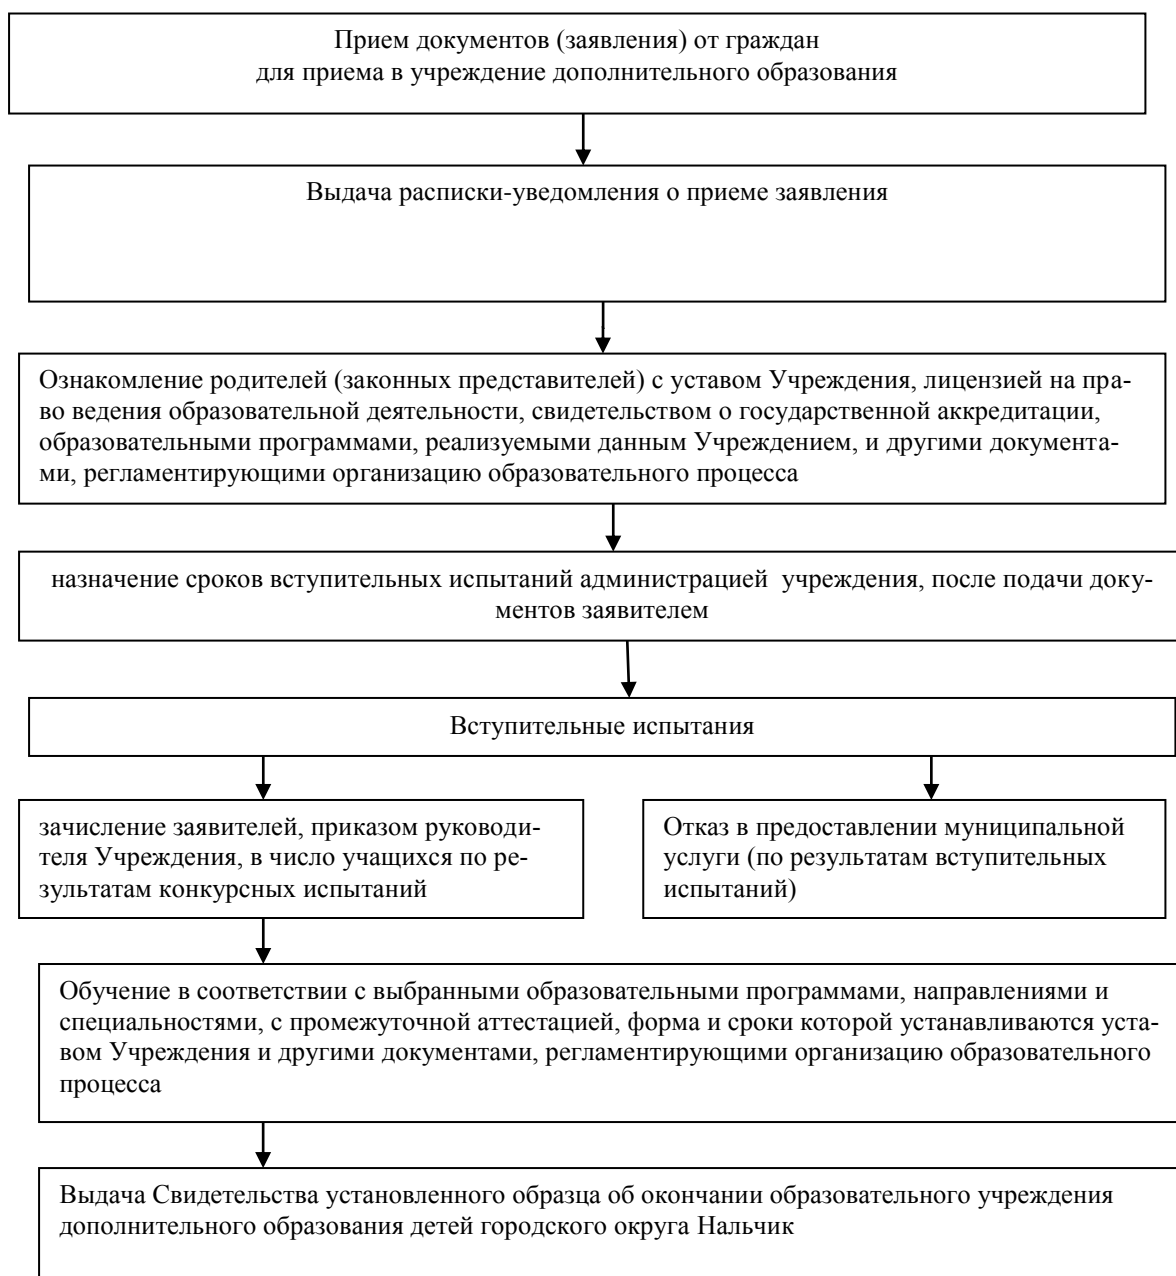 Прием документов (заявления) от граждан
для приема в учреждение дополнительного образования
Выдача расписки-уведомления о приеме заявления
Ознакомление родителей (законных представителей) с уставом Учреждения, лицензией на пра-
во ведения образовательной деятельности, свидетельством о государственной аккредитации,
образовательными программами, реализуемыми данным Учреждением, и другими документа-
ми, регламентирующими организацию образовательного процесса
назначение сроков вступительных испытаний администрацией учреждения, после подачи доку-
ментов заявителем
Вступительные испытания
зачисление заявителей, приказом руководи-
теля Учреждения, в число учащихся по ре-
зультатам конкурсных испытаний
Отказ в предоставлении муниципальной
услуги (по результатам вступительных
испытаний)
Обучение в соответствии с выбранными образовательными программами, направлениями и
специальностями, с промежуточной аттестацией, форма и сроки которой устанавливаются уста-
вом Учреждения и другими документами, регламентирующими организацию образовательного
процесса
Выдача Свидетельства установленного образца об окончании образовательного учреждения
дополнительного образования детей городского округа Нальчик